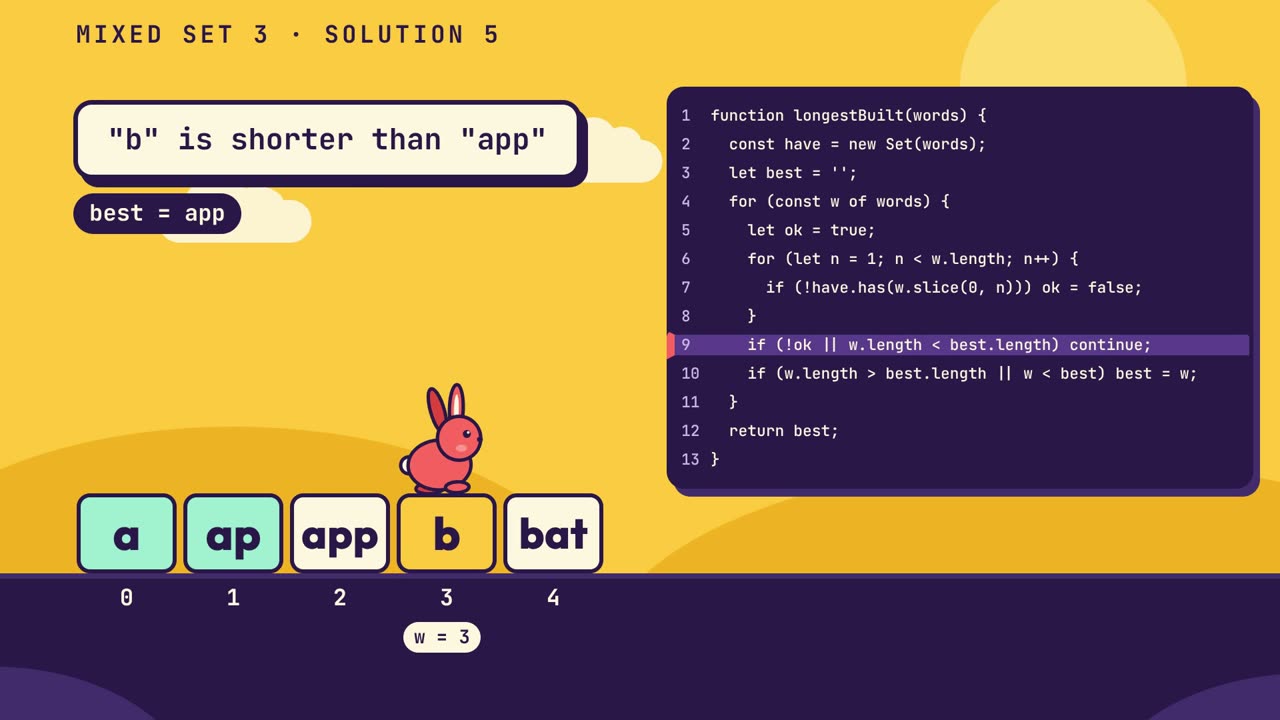 MIXED SET 3 · SOLUTION 5
"b" is shorter than "app"
best = app
1 function longestBuilt(words) {
2 const have = new Set(words);
3 let best = '';
4 for (const w of words) {
5 let ok = true;
6 for (let n = 1; n < w.length; n++) {
7 if (!have.has(w.slice(0, n))) ok = false;
8 }
9 if (!ok || w.length < best.length) continue;
10 if (w.length > best.length || w < best) best = w;
11 }
12 return best;
13 }
a ap app b bat
0 1 2 3 4
w = 3